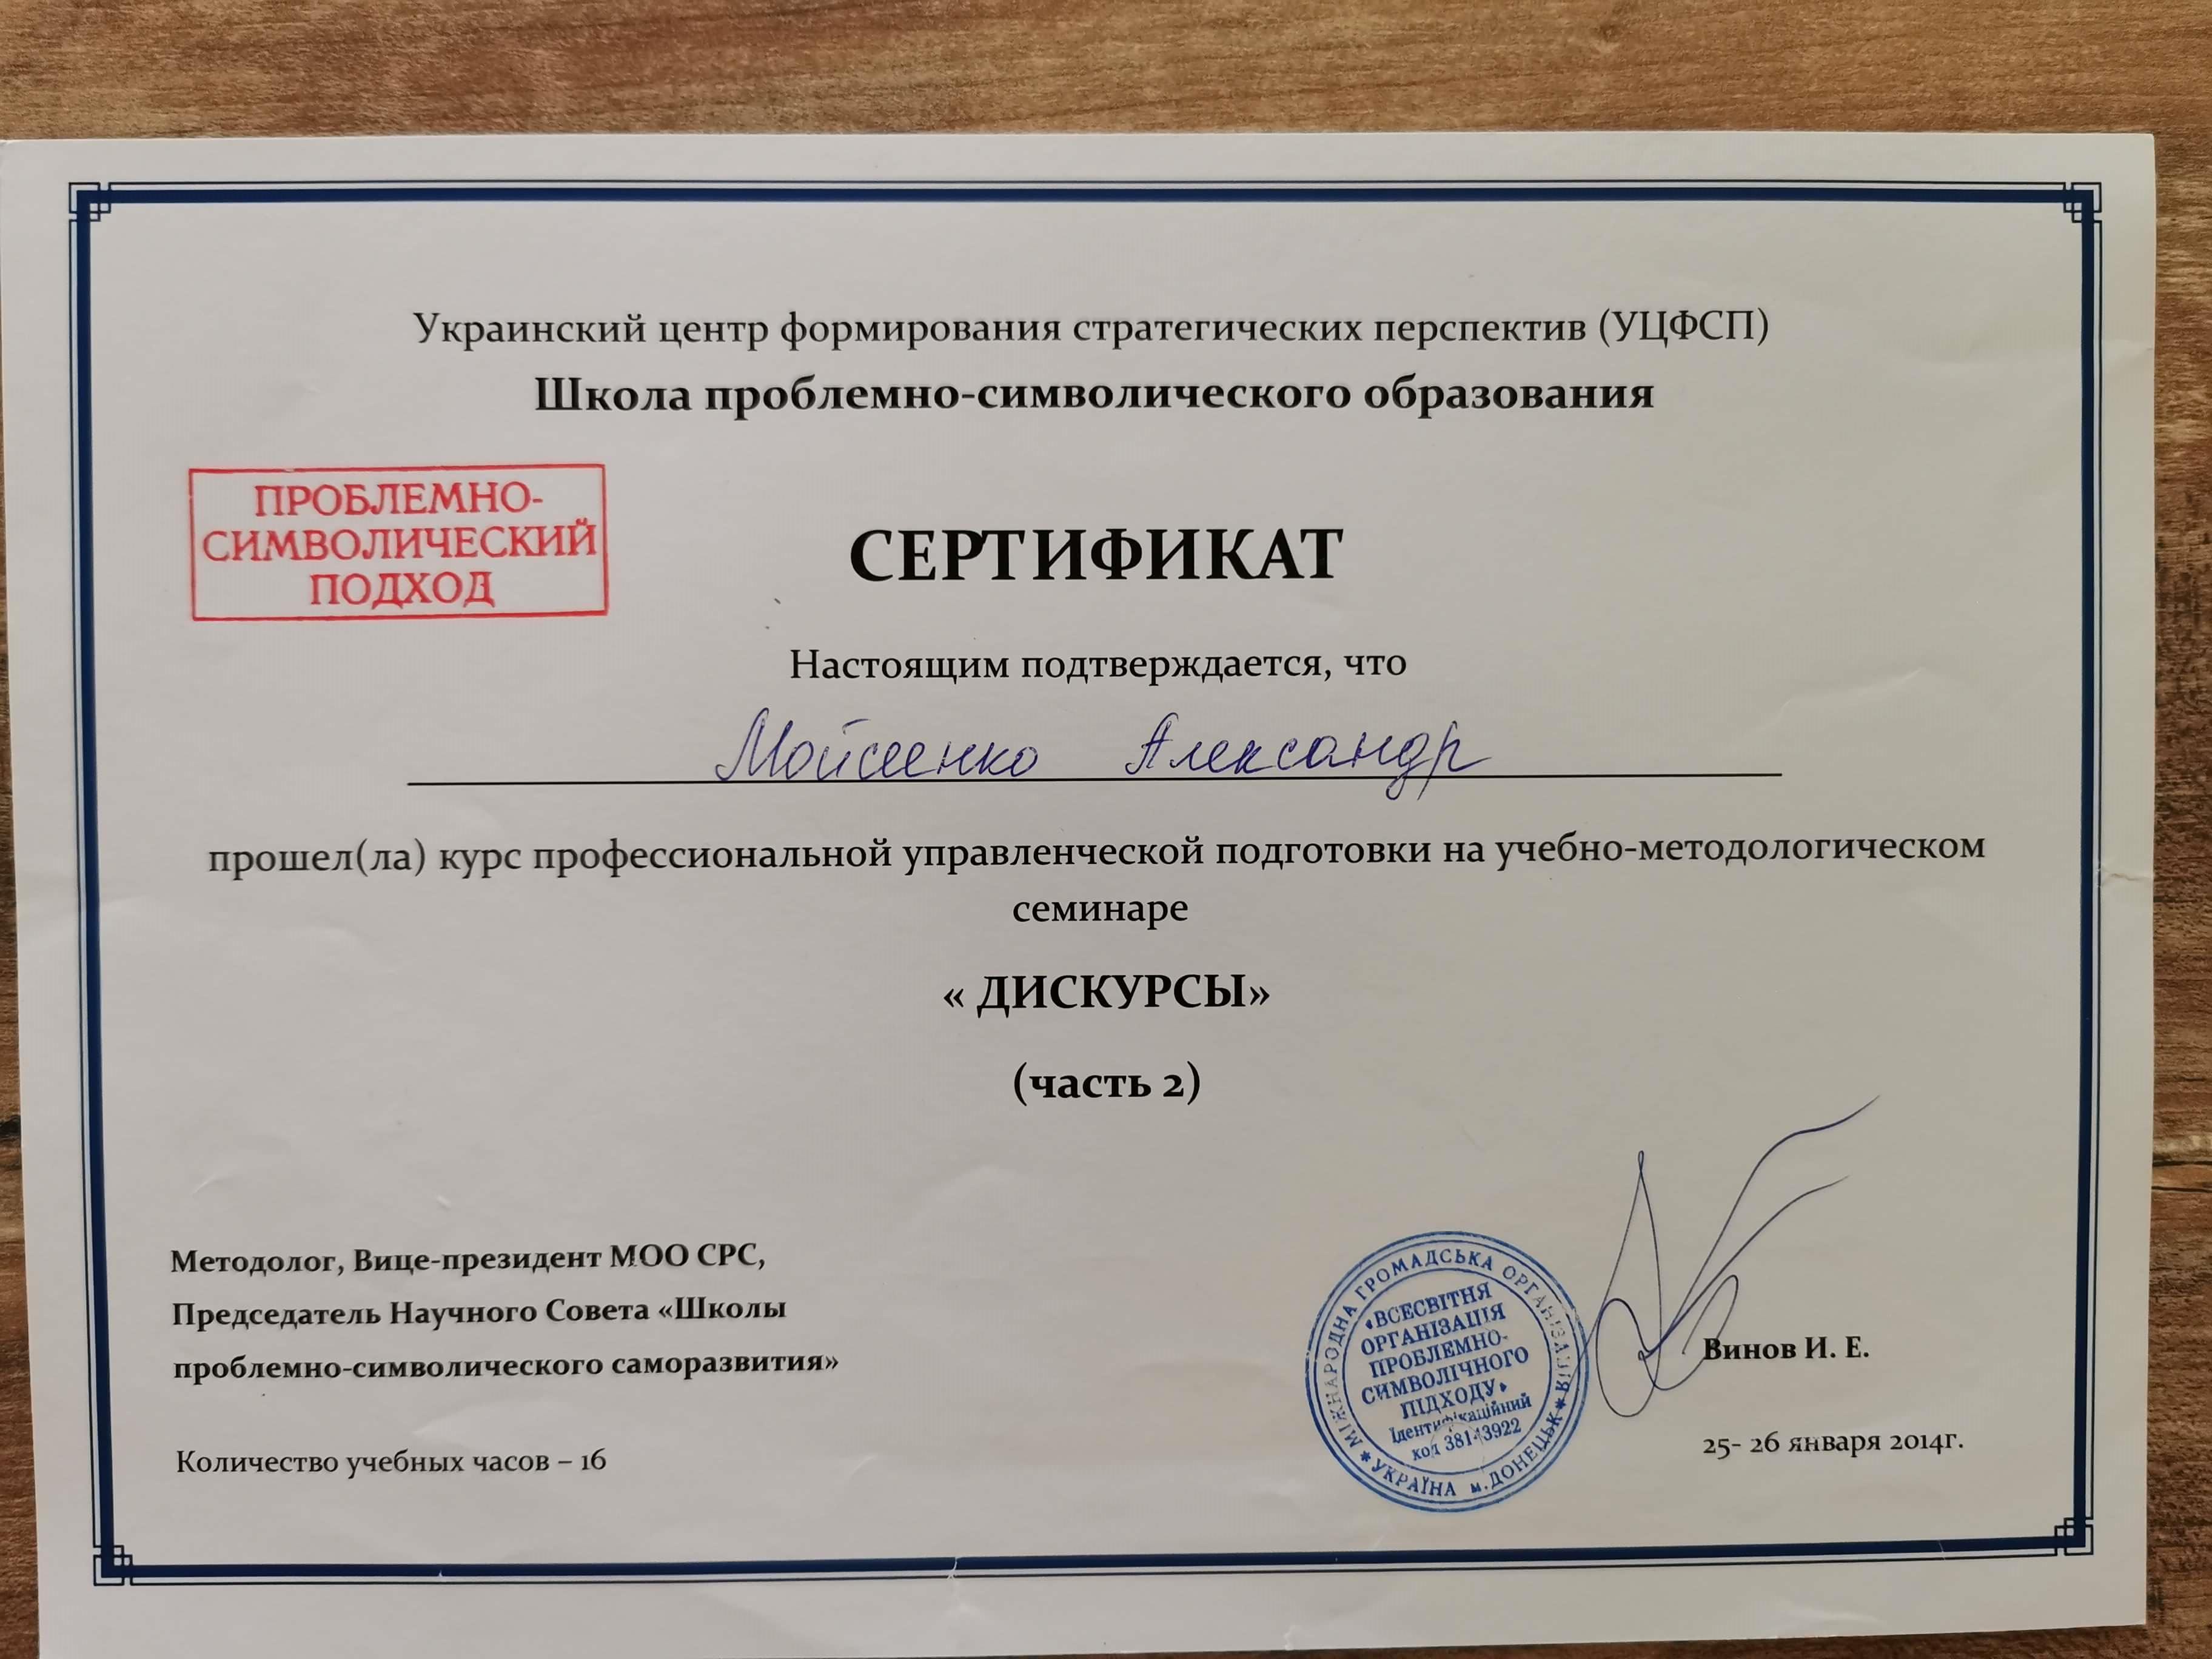 Украинский центр формирования стратегических перспектив (УЦФСП)
Школа проблемно-символического образования
ПРОБЛЕМНО-
СИМВОЛИЧЕСКИЙ
ПОДХОД
СЕРТИФИКАТ
Настоящим подтверждается, что
Мойсеенко Александр
прошел(ла) курс профессиональной управленческой подготовки на учебно-методологическом
семинаре
« ДИСКУРСЫ»
(часть 2)
Методолог, Вице-президент МОО СРС,
Председатель Научного Совета «Школы
проблемно-символического саморазвития»
Количество учебных часов – 16
МІЖНАРОДНА ГРОМАДСЬКА ОРГАНІЗАЦІЯ
* УКРАЇНА м. ДОНЕЦЬК *
«ВСЕСВІТНЯ
ОРГАНІЗАЦІЯ
ПРОБЛЕМНО-
СИМВОЛІЧНОГО
ПІДХОДУ»
Ідентифікаційний
код
Винов И. Е.
25- 26 января 2014г.